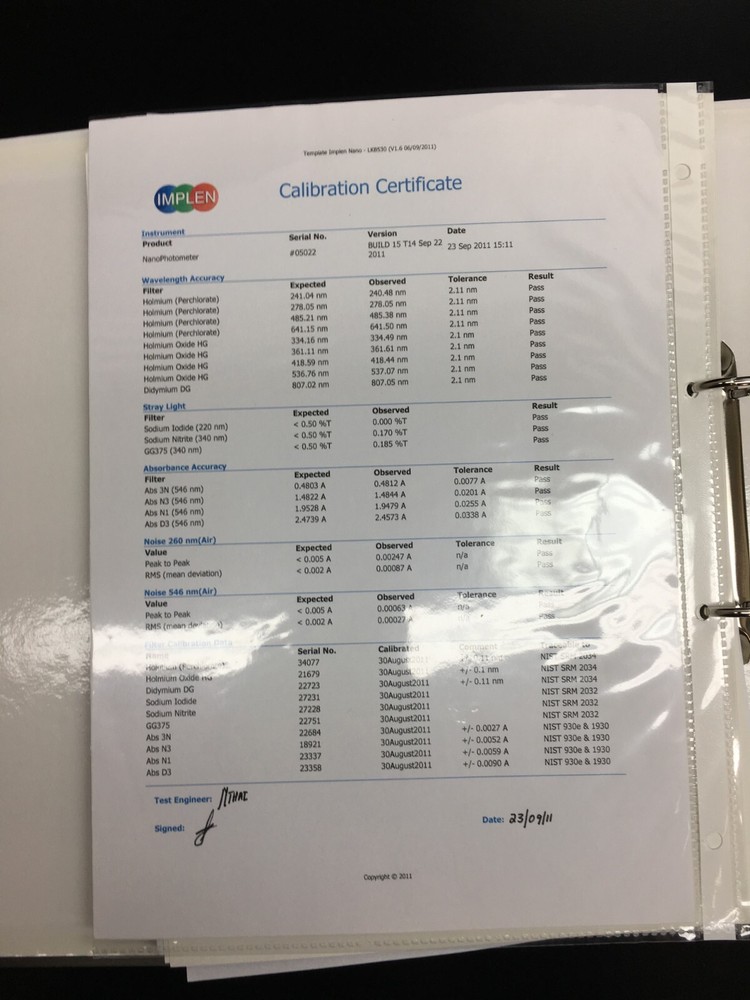 Template Implen Nano - LKB530 (V1.6 06/09/2011)
IMPLEN
Calibration Certificate
Instrument
Product Serial No. Version Date
NanoPhotometer #05022 BUILD 15 T14 Sep 22 2011 23 Sep 2011 15:11
Wavelength Accuracy
Filter Expected Observed Tolerance Result
Holmium (Perchlorate) 241.04 nm 240.48 nm 2.11 nm Pass
Holmium (Perchlorate) 278.05 nm 278.05 nm 2.11 nm Pass
Holmium (Perchlorate) 485.21 nm 485.38 nm 2.11 nm Pass
Holmium (Perchlorate) 641.15 nm 641.50 nm 2.11 nm Pass
Holmium Oxide HG 334.16 nm 334.49 nm 2.1 nm Pass
Holmium Oxide HG 361.11 nm 361.61 nm 2.1 nm Pass
Holmium Oxide HG 418.59 nm 418.44 nm 2.1 nm Pass
Holmium Oxide HG 536.76 nm 537.07 nm 2.1 nm Pass
Didymium DG 807.02 nm 807.05 nm 2.1 nm Pass
Stray Light
Filter Expected Observed Result
Sodium Iodide (220 nm) < 0.50 %T 0.000 %T Pass
Sodium Nitrite (340 nm) < 0.50 %T 0.170 %T Pass
GG375 (340 nm) < 0.50 %T 0.185 %T Pass
Absorbance Accuracy
Filter Expected Observed Tolerance Result
Abs 3N (546 nm) 0.4803 A 0.4812 A 0.0077 A Pass
Abs N3 (546 nm) 1.4822 A 1.4844 A 0.0201 A Pass
Abs N1 (546 nm) 1.9528 A 1.9479 A 0.0255 A Pass
Abs D3 (546 nm) 2.4739 A 2.4573 A 0.0338 A Pass
Noise 260 nm(Air)
Value Expected Observed Tolerance Result
Peak to Peak < 0.005 A 0.00247 A n/a Pass
RMS (mean deviation) < 0.002 A 0.00087 A n/a Pass
Noise 546 nm(Air)
Value Expected Observed Tolerance
Peak to Peak < 0.005 A 0.00063 A n/a
RMS (mean deviation) < 0.002 A 0.00027 A Pass
Filter Calibration Data
Serial No. Calibrated
34077 30August2011 NIST SRM 2034
Holmium Oxide HG 21679 30August2011 +/- 0.1 nm NIST SRM 2034
Didymium DG 22723 30August2011 +/- 0.11 nm NIST SRM 2034
Sodium Iodide 27231 30August2011 NIST SRM 2032
Sodium Nitrite 27228 30August2011 NIST SRM 2032
GG375 22751 30August2011 NIST SRM 2032
Abs 3N 22684 30August2011 +/- 0.0027 A NIST 930e & 1930
Abs N3 18921 30August2011 +/- 0.0052 A NIST 930e & 1930
Abs N1 23337 30August2011 +/- 0.0059 A NIST 930e & 1930
Abs D3 23358 30August2011 +/- 0.0090 A NIST 930e & 1930
Test Engineer: NTHAI
Signed:
Date: 23/09/11
Copyright © 2011